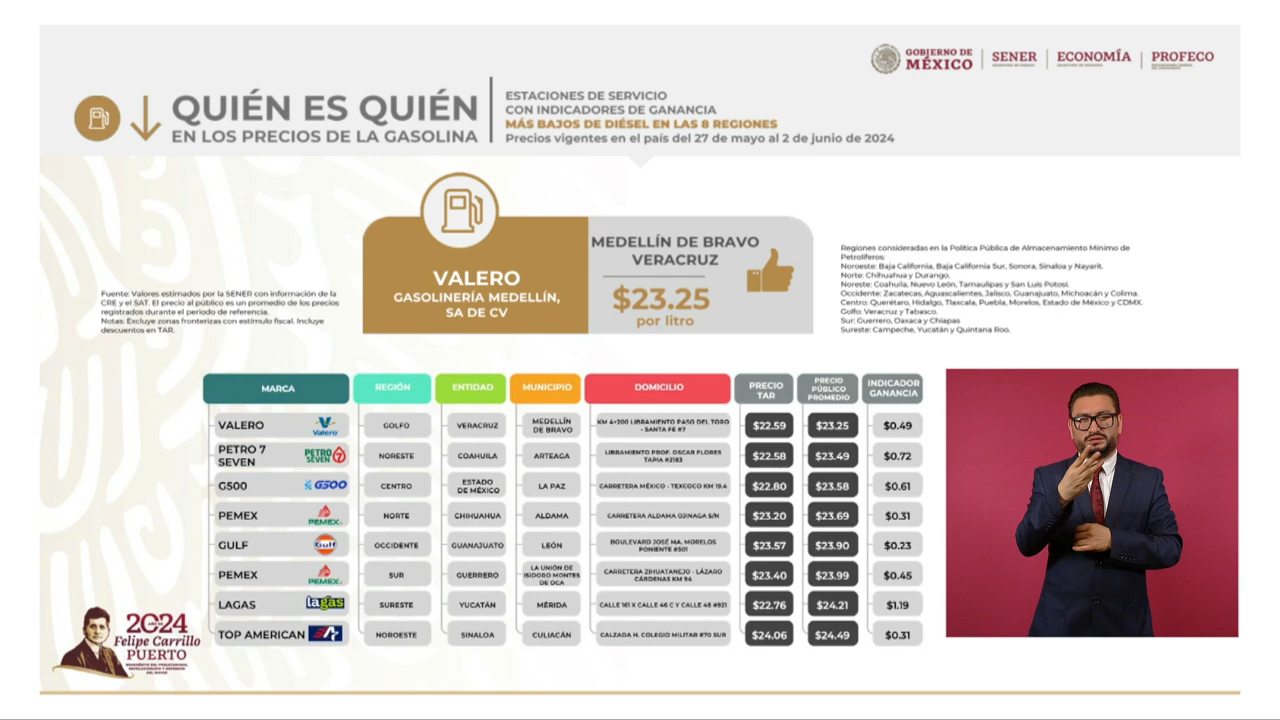 GOBIERNO DE
MÉXICO
SENER
ECONOMÍA
PROFECO
QUIÉN ES QUIÉN
EN LOS PRECIOS DE LA GASOLINA
ESTACIONES DE SERVICIO
CON INDICADORES DE GANANCIA
MÁS BAJOS DE DIÉSEL EN LAS 8 REGIONES
Precios vigentes en el país del 27 de mayo al 2 de junio de 2024
VALERO
GASOLINERÍA MEDELLÍN,
SA DE CV
MEDELLÍN DE BRAVO
VERACRUZ
$23.25
por litro
Fuente: Valores estimados por la SENER con información de la
CRE y el SAT. El precio al público es un promedio de los precios
registrados durante el periodo de referencia.
Notas: Excluye zonas fronterizas con estímulo fiscal. Incluye
descuentos en TAR.
Regiones consideradas en la Política Pública de Almacenamiento Mínimo de
Petrolíferos:
Noroeste: Baja California, Baja California Sur, Sonora, Sinaloa y Nayarit.
Norte: Chihuahua y Durango.
Noreste: Coahuila, Nuevo León, Tamaulipas y San Luis Potosí.
Occidente: Zacatecas, Aguascalientes, Jalisco, Guanajuato, Michoacán y Colima.
Centro: Querétaro, Hidalgo, Tlaxcala, Puebla, Morelos, Estado de México y CDMX.
Golfo: Veracruz y Tabasco.
Sur: Guerrero, Oaxaca y Chiapas
Sureste: Campeche, Yucatán y Quintana Roo.
MARCA REGIÓN ENTIDAD MUNICIPIO DOMICILIO PRECIO TAR PRECIO PÚBLICO PROMEDIO INDICADOR GANANCIA
VALERO Valero GOLFO VERACRUZ MEDELLÍN DE BRAVO KM 4+200 LIBRAMIENTO PASO DEL TORO - SANTA FE #7 $22.59 $23.25 $0.49
PETRO 7 SEVEN PETRO SEVEN 7 NORESTE COAHUILA ARTEAGA LIBRAMIENTO PROF. OSCAR FLORES TAPIA #2183 $22.58 $23.49 $0.72
G500 G500 CENTRO ESTADO DE MÉXICO LA PAZ CARRETERA MÉXICO - TEXCOCO KM 19.4 $22.80 $23.58 $0.61
PEMEX PEMEX NORTE CHIHUAHUA ALDAMA CARRETERA ALDAMA OJINAGA S/N $23.20 $23.69 $0.31
GULF Gulf OCCIDENTE GUANAJUATO LEÓN BOULEVARD JOSÉ MA. MORELOS PONIENTE #501 $23.57 $23.90 $0.23
PEMEX PEMEX SUR GUERRERO LA UNIÓN DE ISIDORO MONTES DE OCA CARRETERA ZIHUATANEJO - LÁZARO CÁRDENAS KM 94 $23.40 $23.99 $0.45
LAGAS lagas SURESTE YUCATÁN MÉRIDA CALLE 161 X CALLE 46 C Y CALLE 48 #921 $22.76 $24.21 $1.19
TOP AMERICAN NOROESTE SINALOA CULIACÁN CALZADA H. COLEGIO MILITAR #70 SUR $24.06 $24.49 $0.31
2024
Felipe Carrillo
PUERTO